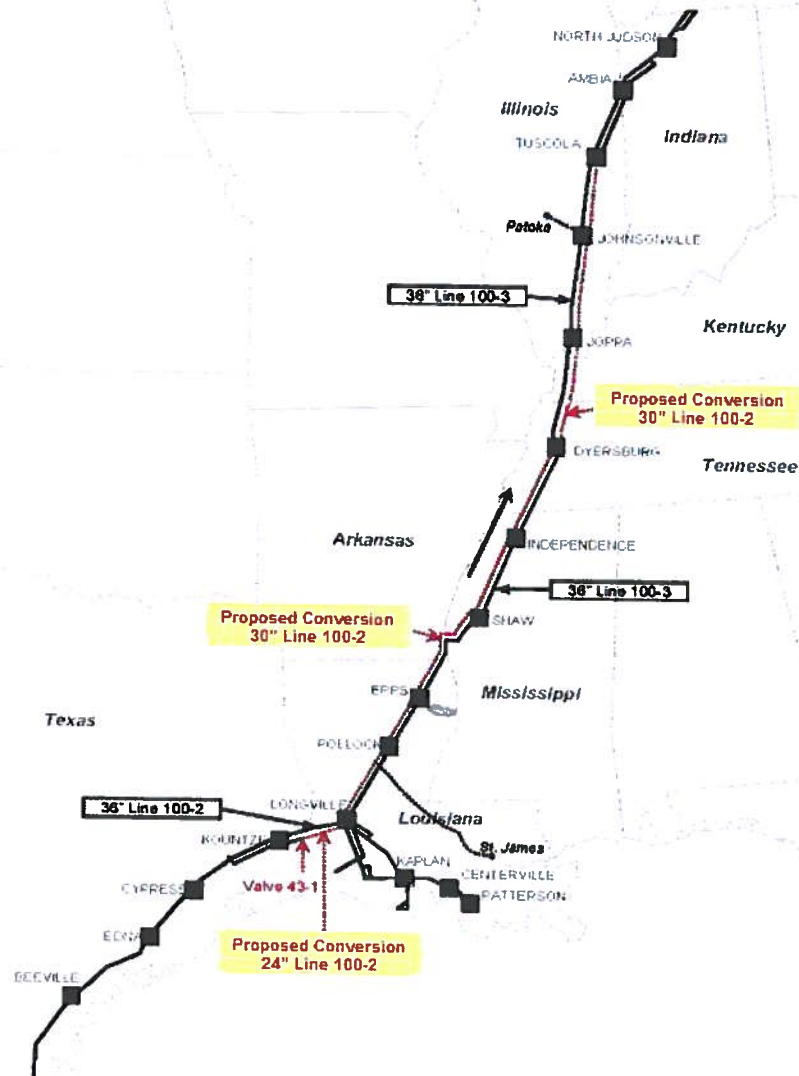 NORTH JUDSON
AMBIA
Illinois
Indiana
TUSCOLA
Patoka
JOHNSONVILLE
36" Line 100-3
Kentucky
JOPPA
Proposed Conversion
30" Line 100-2
DYERSBURG
Tennessee
Arkansas
INDEPENDENCE
36" Line 100-3
Proposed Conversion
30" Line 100-2
SHAW
EPPS
Mississippi
Texas
POLLOCK
36" Line 100-2
LONGVILLE
Louisiana
KOUNTZE
St. James
KAPLAN
CENTERVILLE
CYPRESS
Valve 43-1
PATTERSON
EDNA
Proposed Conversion
24" Line 100-2
BEEVILLE